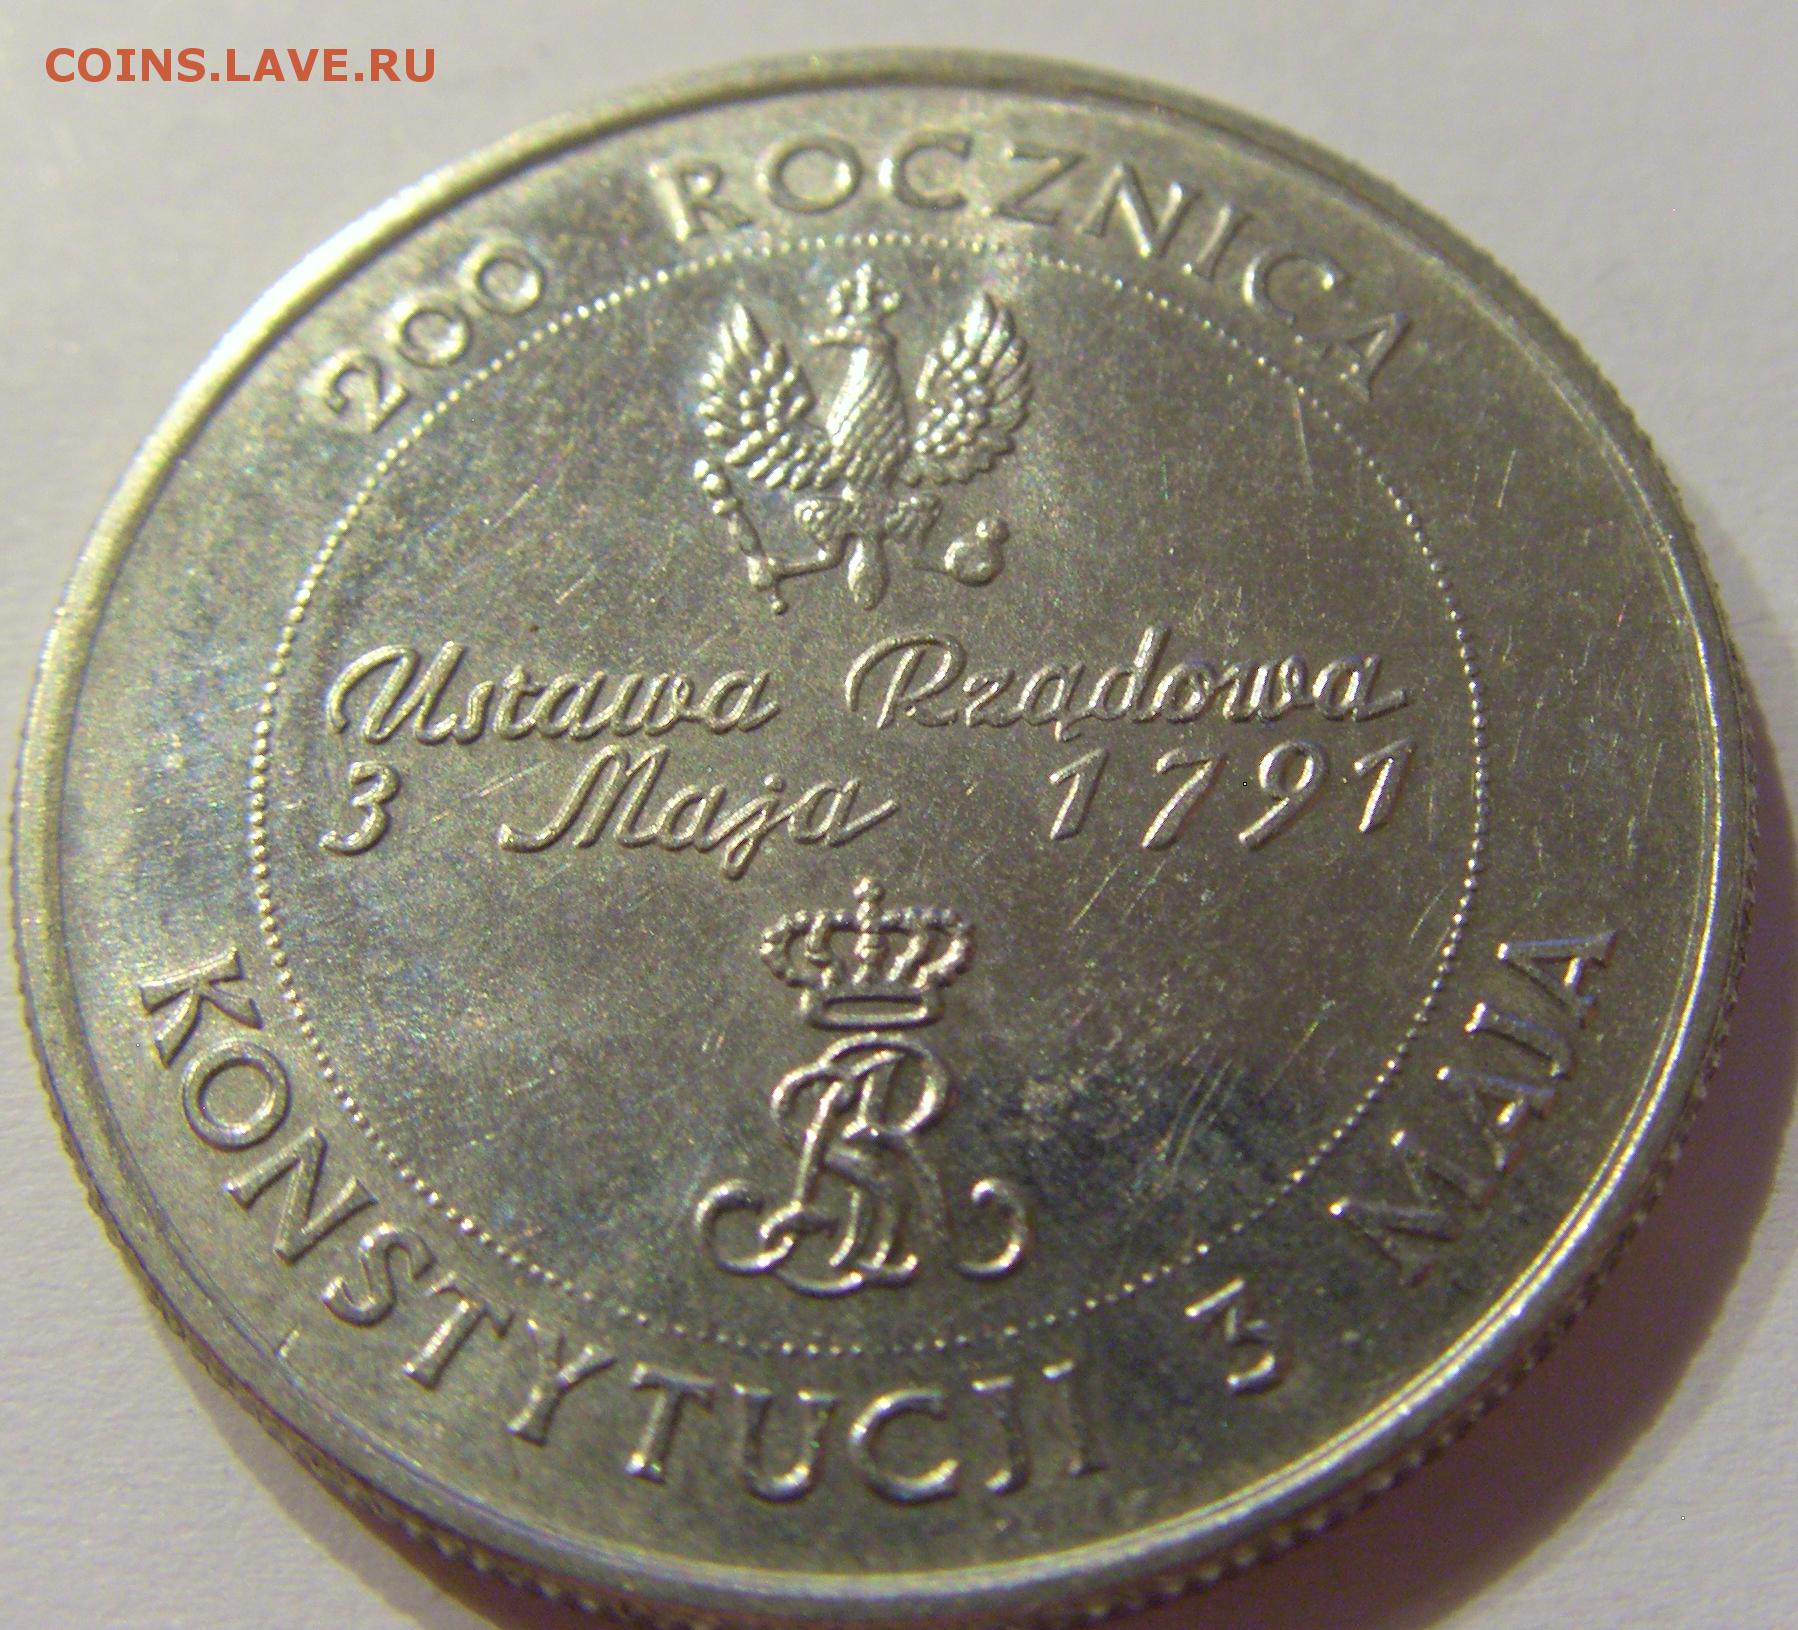 COINS.LAVE.RU
200 ROCZNICA
Ustawa Rządowa
3 Maja 1791
KONSTYTUCJI 3 MAJA